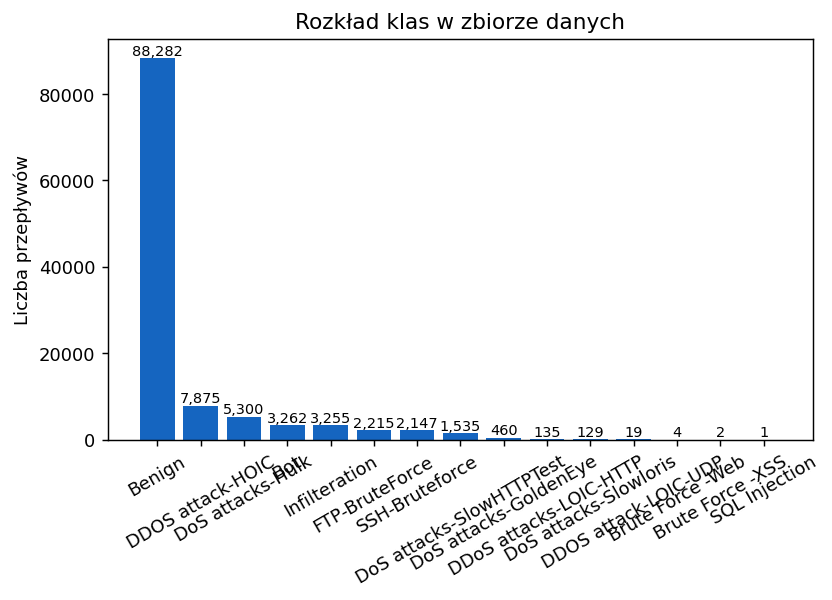 Rozkład klas w zbiorze danych
Liczba przepływów
80000
60000
40000
20000
0
88,282
7,875
5,300
3,262
3,255
2,215
2,147
1,535
460
135
129
19
4
2
1
Benign
DDOS attack-HOIC
DoS attacks-Hulk
Bot
Infilteration
FTP-BruteForce
SSH-Bruteforce
DoS attacks-SlowHTTPTest
DoS attacks-GoldenEye
DDoS attacks-LOIC-HTTP
DoS attacks-Slowloris
DDOS attack-LOIC-UDP
Brute Force -Web
Brute Force -XSS
SQL Injection